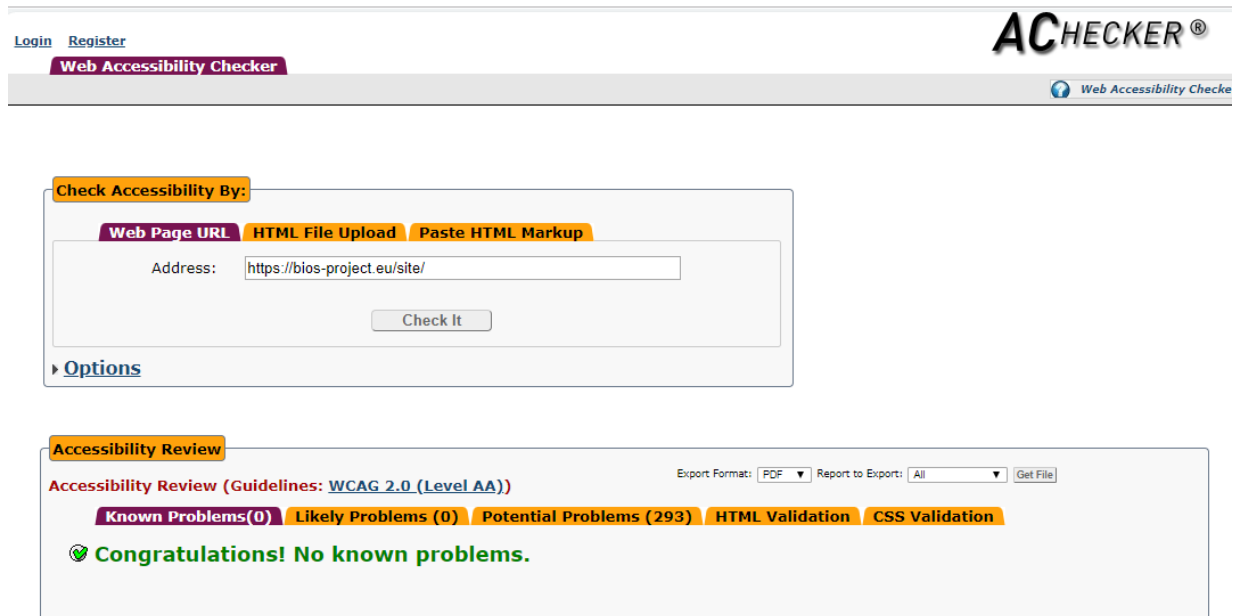 ACHECKER ®
Login Register
Web Accessibility Checker
Web Accessibility Checke
Check Accessibility By:
Web Page URL HTML File Upload Paste HTML Markup
Address: https://bios-project.eu/site/
Check It
Options
Accessibility Review
Export Format: PDF Report to Export: All Get File
Accessibility Review (Guidelines: WCAG 2.0 (Level AA))
Known Problems(0) Likely Problems (0) Potential Problems (293) HTML Validation CSS Validation
Congratulations! No known problems.